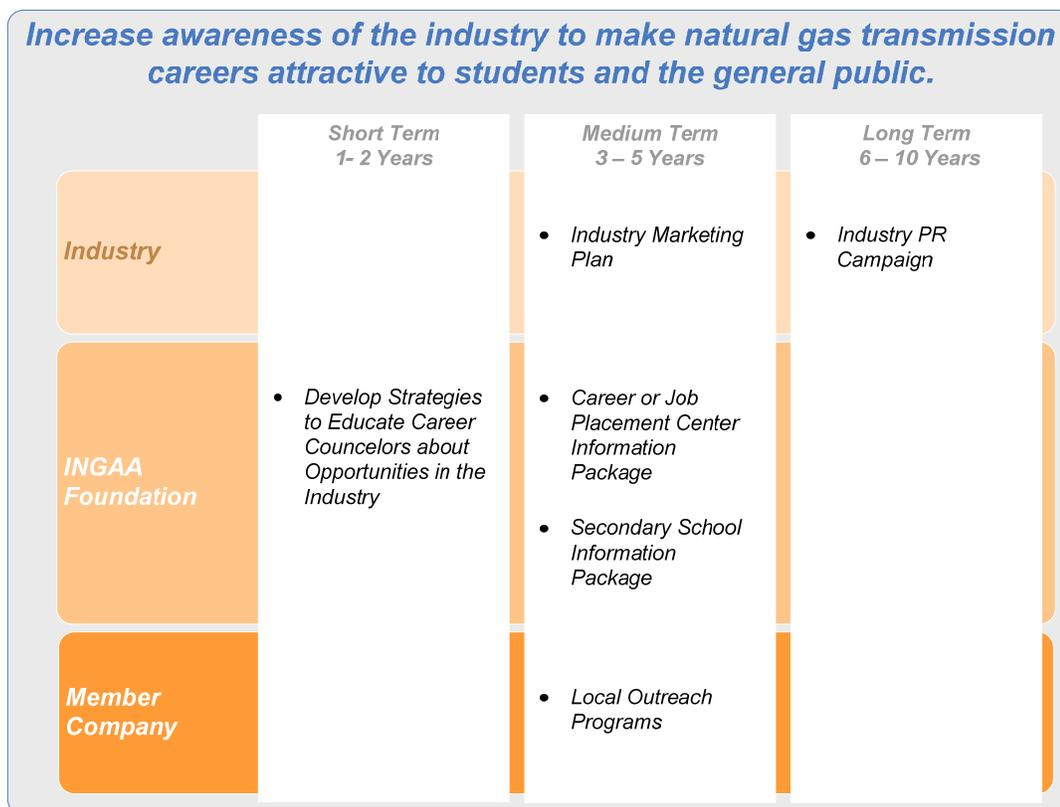 Increase awareness of the industry to make natural gas transmission
careers attractive to students and the general public.
Short Term
1- 2 Years
Medium Term
3 – 5 Years
Long Term
6 – 10 Years
Industry
• Industry Marketing
Plan
• Industry PR
Campaign
INGAA
Foundation
• Develop Strategies
to Educate Career
Councelors about
Opportunities in the
Industry
• Career or Job
Placement Center
Information
Package
• Secondary School
Information
Package
Member
Company
• Local Outreach
Programs